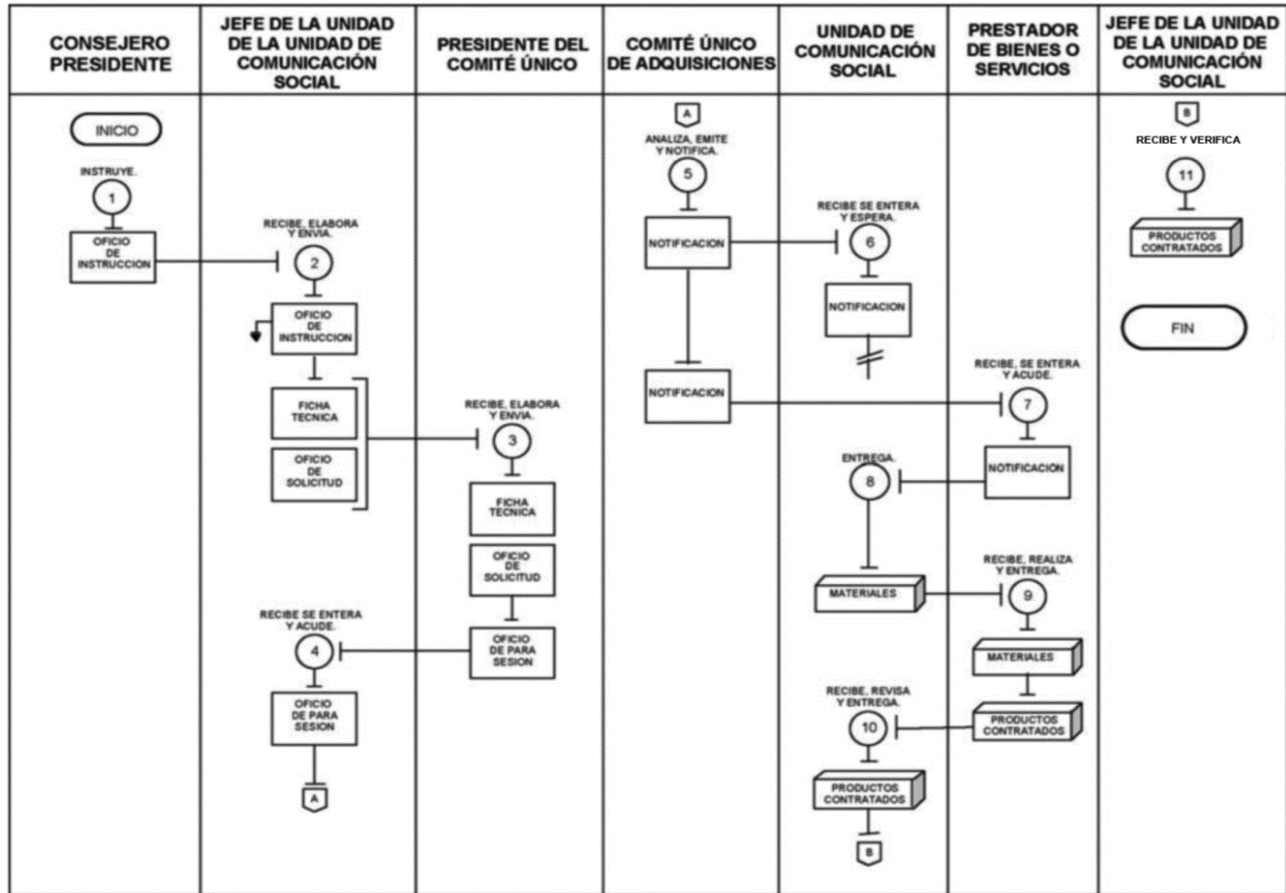 CONSEJERO
PRESIDENTE
JEFE DE LA UNIDAD
DE LA UNIDAD DE
COMUNICACIÓN
SOCIAL
PRESIDENTE DEL
COMITÉ ÚNICO
COMITÉ ÚNICO
DE ADQUISICIONES
UNIDAD DE
COMUNICACIÓN
SOCIAL
PRESTADOR
DE BIENES O
SERVICIOS
JEFE DE LA UNIDAD
DE LA UNIDAD DE
COMUNICACIÓN
SOCIAL
INICIO
INSTRUYE.
1
OFICIO
DE
INSTRUCCION
RECIBE, ELABORA
Y ENVIA.
2
OFICIO
DE
INSTRUCCION
FICHA
TECNICA
OFICIO
DE
SOLICITUD
RECIBE, ELABORA
Y ENVIA.
3
FICHA
TECNICA
OFICIO
DE
SOLICITUD
OFICIO
DE PARA
SESION
RECIBE SE ENTERA
Y ACUDE.
4
OFICIO
DE PARA
SESION
A
A
ANALIZA, EMITE
Y NOTIFICA.
5
NOTIFICACION
NOTIFICACION
RECIBE SE ENTERA
Y ESPERA.
6
NOTIFICACION
RECIBE, SE ENTERA
Y ACUDE.
7
NOTIFICACION
ENTREGA.
8
MATERIALES
RECIBE, REALIZA
Y ENTREGA.
9
MATERIALES
PRODUCTOS
CONTRATADOS
RECIBE, REVISA
Y ENTREGA.
10
PRODUCTOS
CONTRATADOS
B
B
RECIBE Y VERIFICA
11
PRODUCTOS
CONTRATADOS
FIN